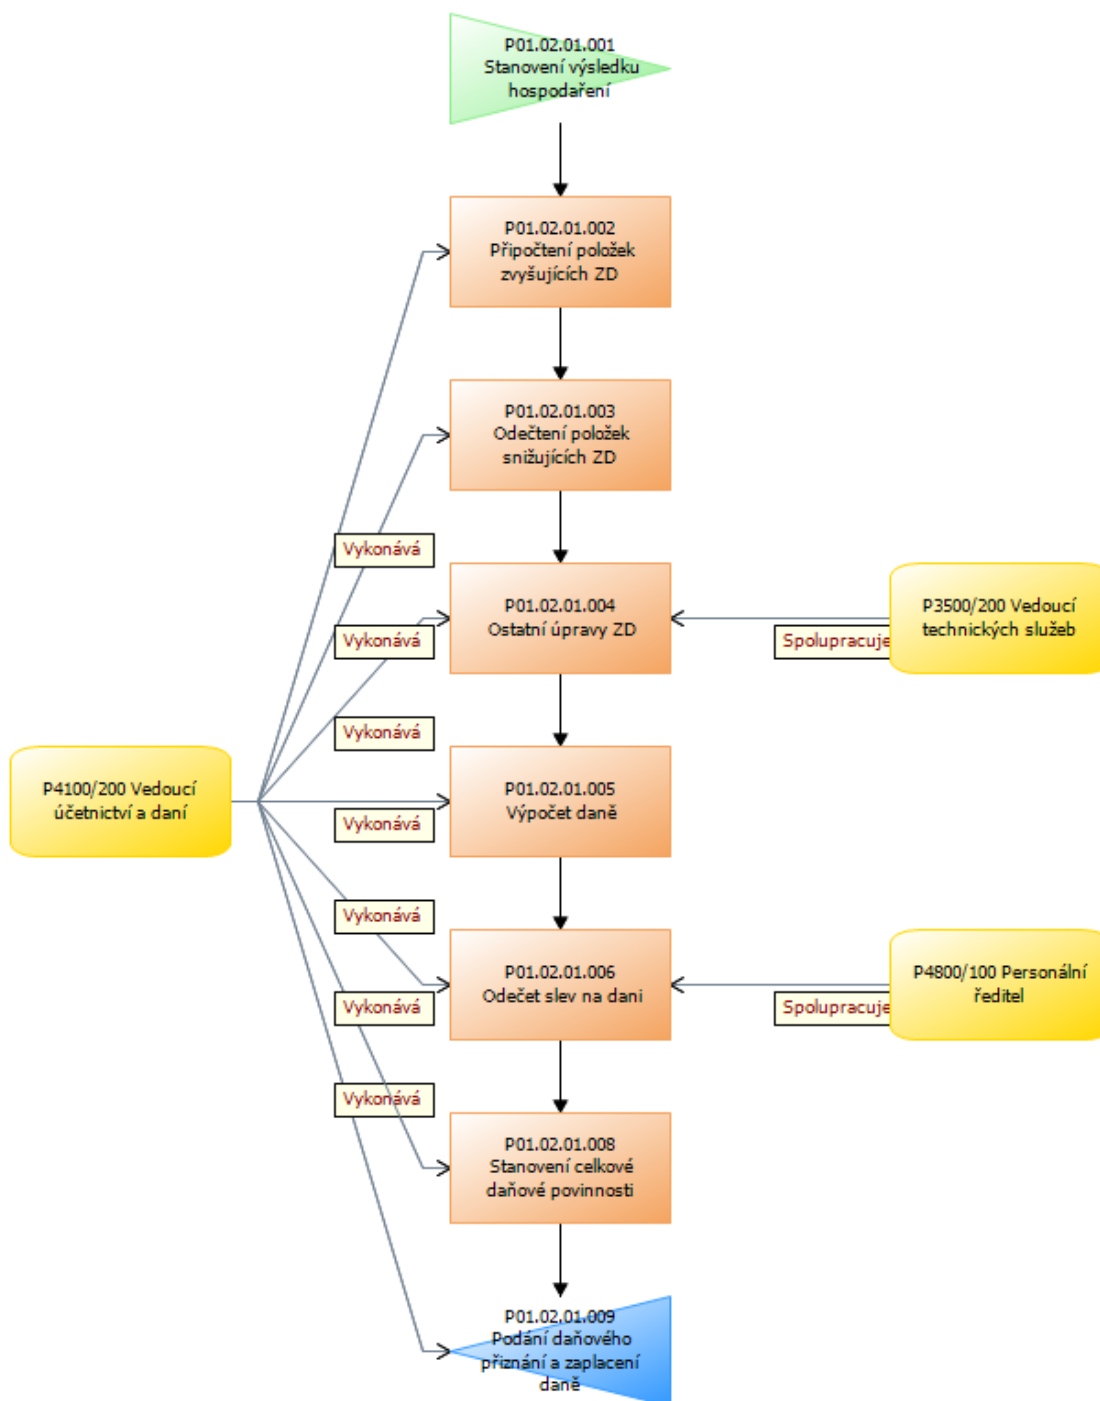 P01.02.01.001
Stanovení výsledku
hospodaření
P01.02.01.002
Připočtení položek
zvyšujících ZD
P01.02.01.003
Odečtení položek
snižujících ZD
Vykonává
P01.02.01.004
Ostatní úpravy ZD
P3500/200 Vedoucí
technických služeb
Vykonává
Spolupracuje
Vykonává
P4100/200 Vedoucí
účetnictví a daní
P01.02.01.005
Výpočet daně
Vykonává
Vykonává
P01.02.01.006
Odečet slev na dani
P4800/100 Personální
ředitel
Vykonává
Spolupracuje
Vykonává
P01.02.01.008
Stanovení celkové
daňové povinnosti
P01.02.01.009
Podání daňového
přiznání a zaplacení
daně